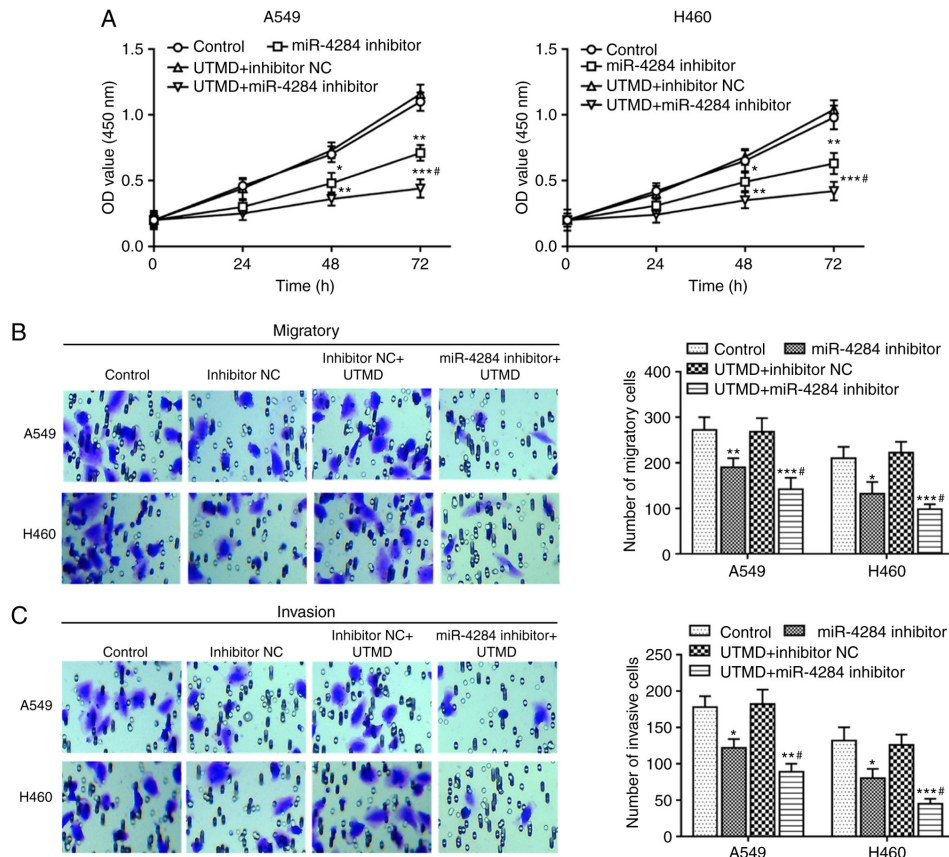 A
A549
Control
miR-4284 inhibitor
UTMD+inhibitor NC
UTMD+miR-4284 inhibitor
1.5
1.0
0.5
0.0
OD value (450 nm)
*
**
**
***#
0
24
48
72
Time (h)
H460
Control
miR-4284 inhibitor
UTMD+inhibitor NC
UTMD+miR-4284 inhibitor
1.5
1.0
0.5
0.0
OD value (450 nm)
*
**
**
***#
0
24
48
72
Time (h)
B
Migratory
Control
Inhibitor NC
Inhibitor NC+
UTMD
miR-4284 inhibitor+
UTMD
A549
H460
Control
miR-4284 inhibitor
UTMD+inhibitor NC
UTMD+miR-4284 inhibitor
400
300
200
100
0
Number of migratory cells
**
***#
*
***#
A549
H460
C
Invasion
Control
Inhibitor NC
Inhibitor NC+
UTMD
miR-4284 inhibitor+
UTMD
A549
H460
Control
miR-4284 inhibitor
UTMD+inhibitor NC
UTMD+miR-4284 inhibitor
250
200
150
100
50
0
Number of invasive cells
*
**#
*
***#
A549
H460